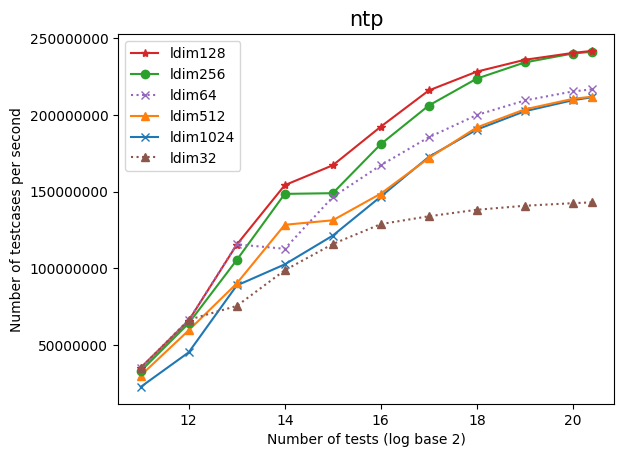 ntp
ldim128
ldim256
ldim64
ldim512
ldim1024
ldim32
250000000
200000000
150000000
100000000
50000000
Number of testcases per second
12
14
16
18
20
Number of tests (log base 2)